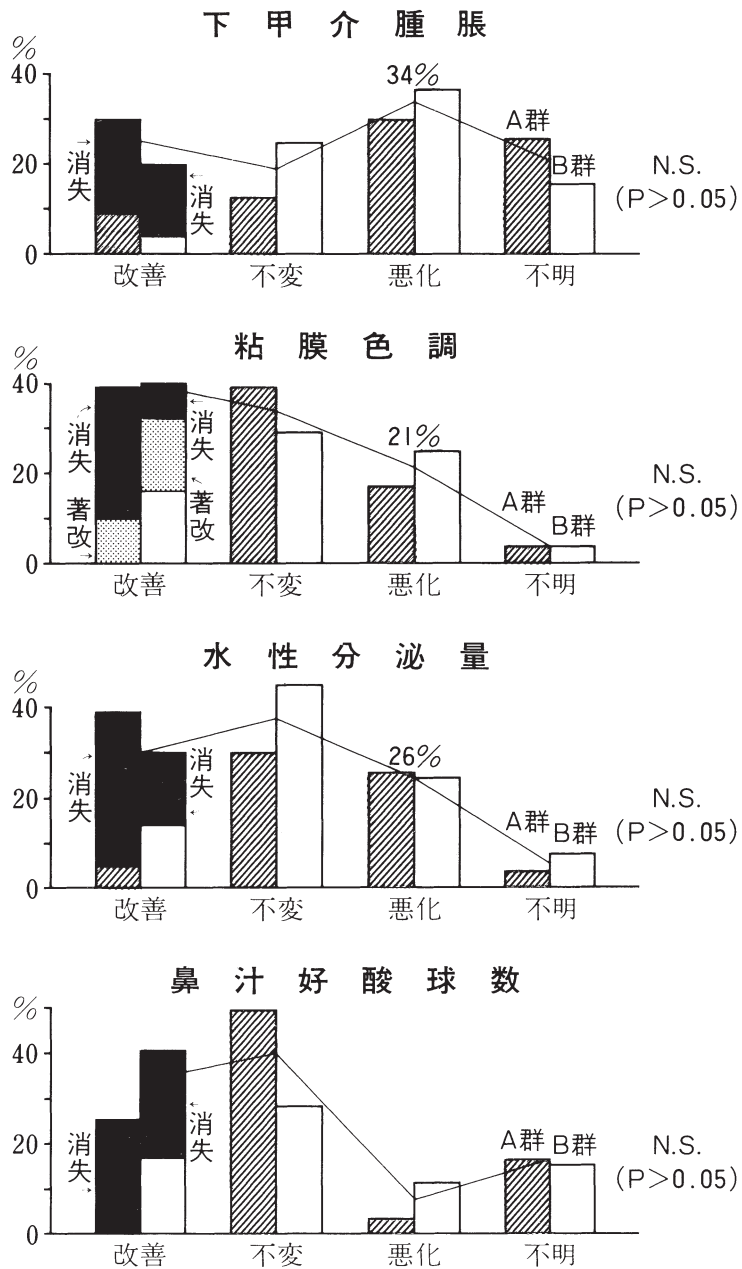 下甲介腫脹
%
40
20
0
34%
A群
B群
←消失
←消失
N.S.
(P>0.05)
改善 不変 悪化 不明
粘膜色調
%
40
20
0
21%
A群
B群
消失
著改
消失
著改
N.S.
(P>0.05)
改善 不変 悪化 不明
水性分泌量
%
40
20
0
26%
A群
B群
消失
消失
N.S.
(P>0.05)
改善 不変 悪化 不明
鼻汁好酸球数
%
40
20
0
A群 B群
消失
消失
N.S.
(P>0.05)
改善 不変 悪化 不明